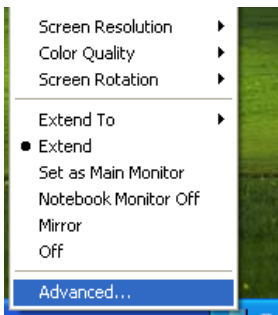 Screen Resolution
Color Quality
Screen Rotation
Extend To
Extend
Set as Main Monitor
Notebook Monitor Off
Mirror
Off
Advanced...